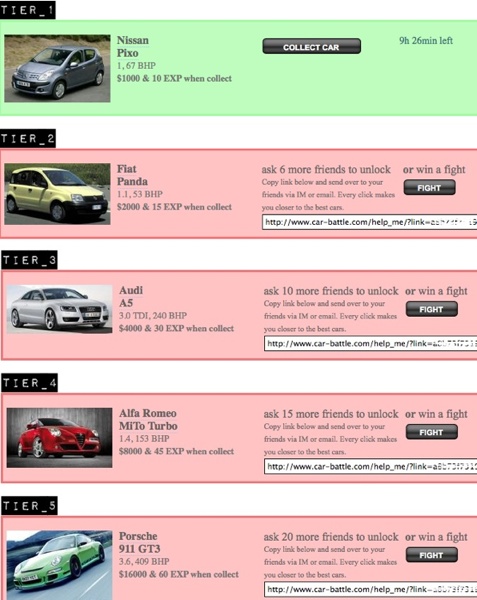 TIER_1
Nissan
Pixo
1, 67 BHP
$1000 & 10 EXP when collect
COLLECT CAR
9h 26min left
TIER_2
Fiat
Panda
1.1, 53 BHP
$2000 & 15 EXP when collect
ask 6 more friends to unlock
Copy link below and send over to your
friends via IM or email. Every click makes
you closer to the best cars.
http://www.car-battle.com/help_me/?link=
or win a fight
FIGHT
TIER_3
Audi
A5
3.0 TDI, 240 BHP
$4000 & 30 EXP when collect
ask 10 more friends to unlock
Copy link below and send over to your
friends via IM or email. Every click makes
you closer to the best cars.
http://www.car-battle.com/help_me/?link=
or win a fight
FIGHT
TIER_4
Alfa Romeo
MiTo Turbo
1.4, 153 BHP
$8000 & 45 EXP when collect
ask 15 more friends to unlock
Copy link below and send over to your
friends via IM or email. Every click makes
you closer to the best cars.
http://www.car-battle.com/help_me/?link=
or win a fight
FIGHT
TIER_5
Porsche
911 GT3
3.6, 409 BHP
$16000 & 60 EXP when collect
ask 20 more friends to unlock
Copy link below and send over to your
friends via IM or email. Every click makes
you closer to the best cars.
http://www.car-battle.com/help_me/?link=
or win a fight
FIGHT